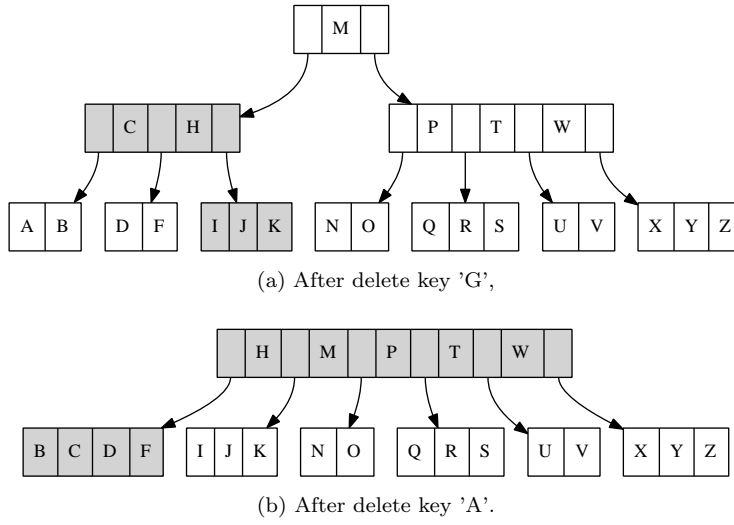 M
C H
P T W
A B D F I J K N O Q R S U V X Y Z
(a) After delete key 'G',
H M P T W
B C D F I J K N O Q R S U V X Y Z
(b) After delete key 'A'.